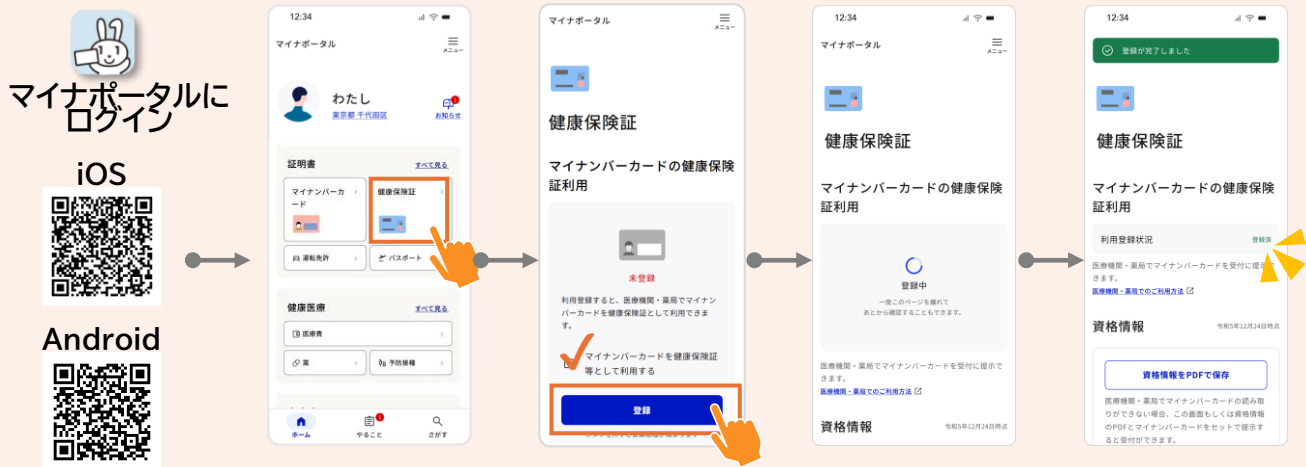 マイナポータルに
ログイン
iOS
Android
12:34
マイナポータル
メニュー
わたし
東京都 千代田区
お知らせ
証明書
すべて見る
マイナンバーカ
ード
健康保険証
運転免許
パスポート
健康医療
すべて見る
医療費
薬
予防接種
ホーム
やること
さがす
マイナポータル
メニュー
健康保険証
マイナンバーカードの健康保険
証利用
未登録
利用登録すると、医療機関・薬局でマイナン
バーカードを健康保険証として利用できま
す。
マイナンバーカードを健康保険証
等として利用する
登録
12:34
マイナポータル
メニュー
健康保険証
マイナンバーカードの健康保険
証利用
登録中
一度このページを離れて
あとから確認することもできます。
医療機関・薬局でマイナンバーカードを受付に提示で
きます。
医療機関・薬局でのご利用方法
資格情報
令和5年12月24日時点
12:34
登録が完了しました
健康保険証
マイナンバーカードの健康保険
証利用
利用登録状況
登録済
医療機関・薬局でマイナンバーカードを受付に提示
きます。
医療機関・薬局でのご利用方法
資格情報
令和5年12月24日時点
資格情報をPDFで保存
医療機関・薬局でマイナンバーカードの読み取
りができない場合、この画面もしくは資格情報
のPDFとマイナンバーカードをセットで提示す
ると受付ができます。